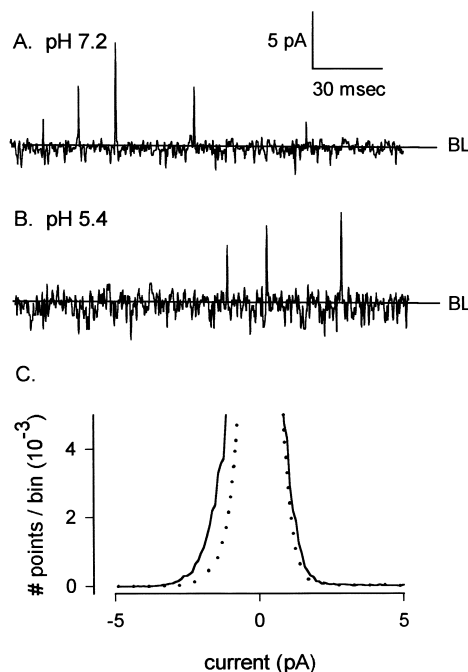 A. pH 7.2
5 pA
30 msec
BL
B. pH 5.4
BL
C.
# points / bin (10⁻³)
4
2
0
-5 0 5
current (pA)